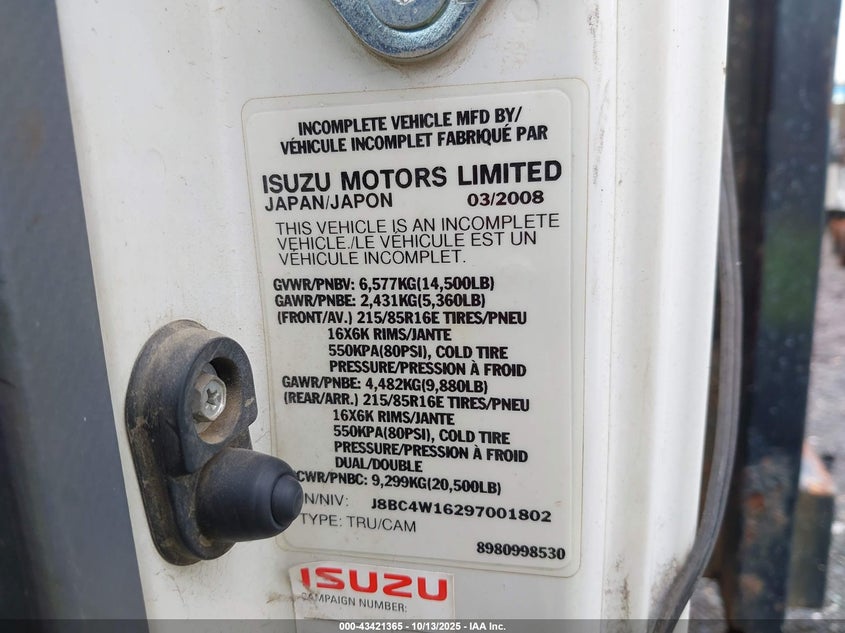 INCOMPLETE VEHICLE MFD BY/
VÉHICULE INCOMPLET FABRIQUÉ PAR
ISUZU MOTORS LIMITED
JAPAN/JAPON 03/2008
THIS VEHICLE IS AN INCOMPLETE
VEHICLE./LE VÉHICULE EST UN
VÉHICULE INCOMPLET.
GVWR/PNBV: 6,577KG(14,500LB)
GAWR/PNBE: 2,431KG(5,360LB)
(FRONT/AV.) 215/85R16E TIRES/PNEU
16X6K RIMS/JANTE
550KPA(80PSI), COLD TIRE
PRESSURE/PRESSION À FROID
GAWR/PNBE: 4,482KG(9,880LB)
(REAR/ARR.) 215/85R16E TIRES/PNEU
16X6K RIMS/JANTE
550KPA(80PSI), COLD TIRE
PRESSURE/PRESSION À FROID
DUAL/DOUBLE
CWR/PNBC: 9,299KG(20,500LB)
N/NIV: J8BC4W16297001802
TYPE: TRU/CAM
8980998530
ISUZU
CAMPAIGN NUMBER:
000-43421365 - 10/13/2025 - IAA Inc.